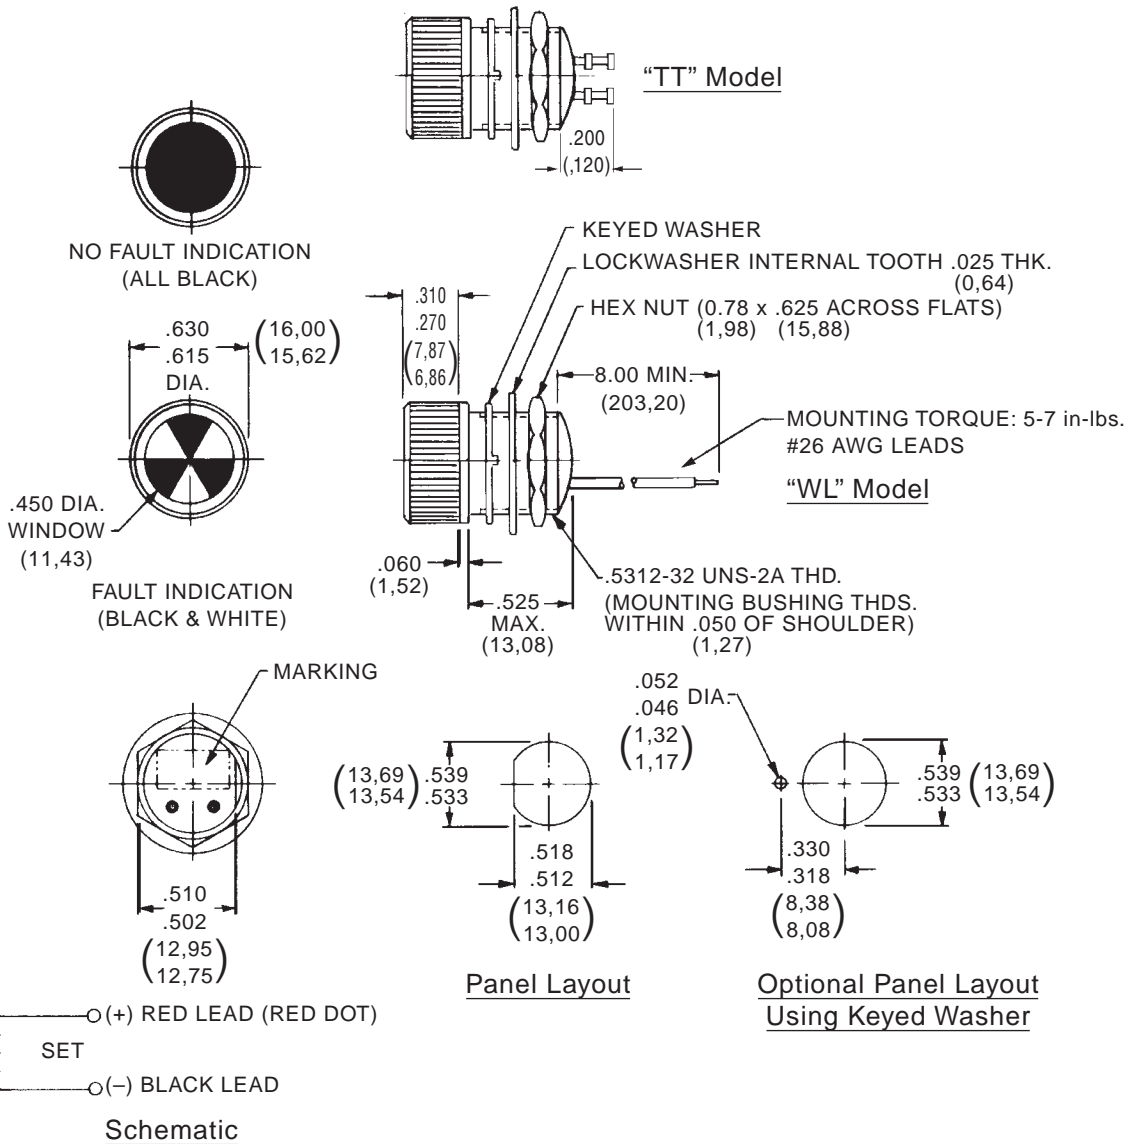 “TT” Model
.200
(,120)
NO FAULT INDICATION
(ALL BLACK)
KEYED WASHER
LOCKWASHER INTERNAL TOOTH .025 THK.
(0,64)
HEX NUT (0.78 x .625 ACROSS FLATS)
(1,98) (15,88)
.310
.270
(7,87
6,86)
.630
.615
DIA.
(16,00
15,62)
8.00 MIN.
(203,20)
MOUNTING TORQUE: 5-7 in-lbs.
#26 AWG LEADS
“WL” Model
.450 DIA.
WINDOW
(11,43)
FAULT INDICATION
(BLACK & WHITE)
.060
(1,52)
.525
MAX.
(13,08)
.5312-32 UNS-2A THD.
(MOUNTING BUSHING THDS.
WITHIN .050 OF SHOULDER)
(1,27)
MARKING
.510
.502
(12,95
12,75)
(13,69
13,54)
.539
.533
.518
.512
(13,16
13,00)
Panel Layout
.052
.046
DIA.
(1,32
1,17)
.539
.533
(13,69
13,54)
.330
.318
(8,38
8,08)
Optional Panel Layout
Using Keyed Washer
(+) RED LEAD (RED DOT)
SET
(–) BLACK LEAD
Schematic